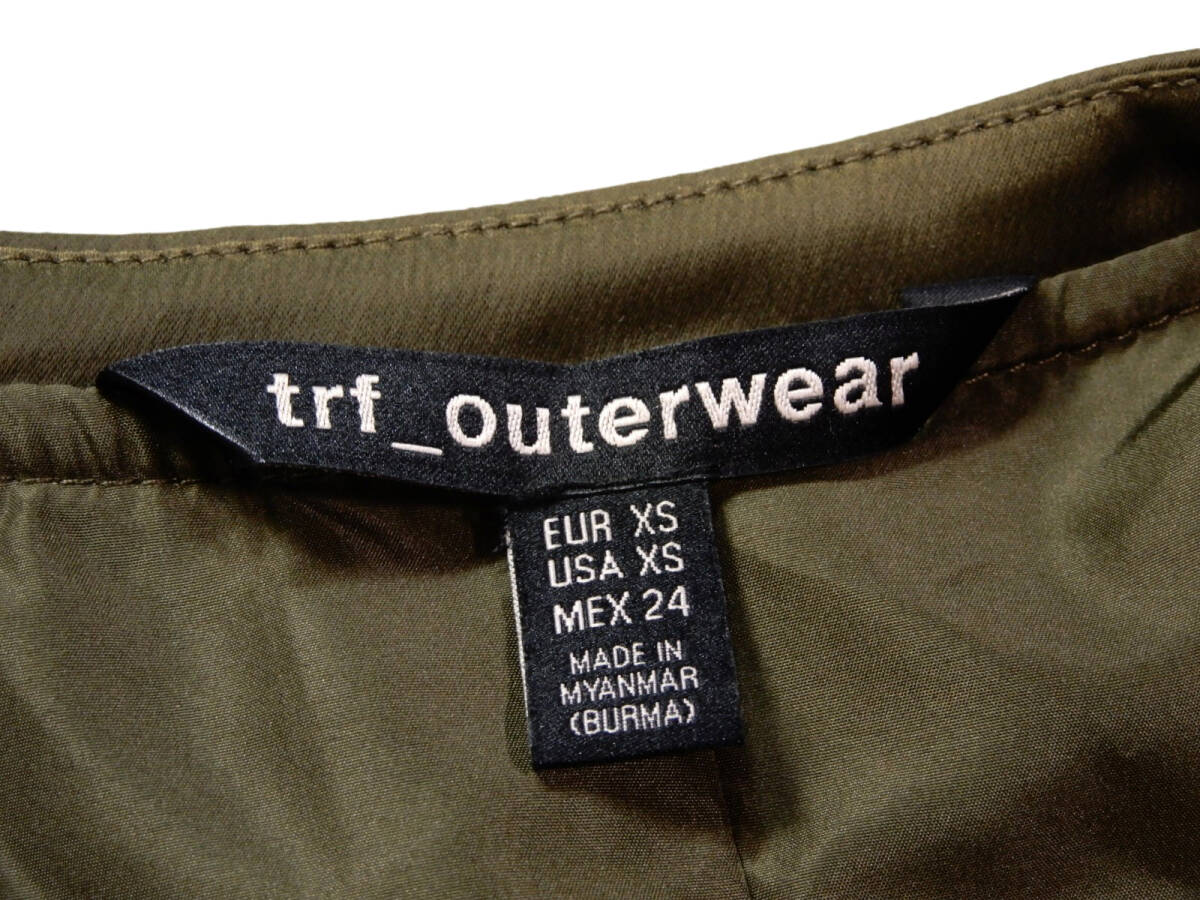 trf_outerwear
EUR XS
USA XS
MEX 24
MADE IN
MYANMAR
(BURMA)